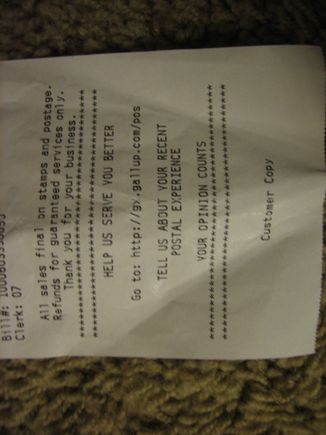 Bill#:
Clerk: 07
All sales final on stamps and postage.
Refunds for guaranteed services only.
Thank you for your business.
****************************************
****************************************
HELP US SERVE YOU BETTER
Go to: http://gx.gallup.com/pos
TELL US ABOUT YOUR RECENT
POSTAL EXPERIENCE
YOUR OPINION COUNTS
****************************************
****************************************
Customer Copy